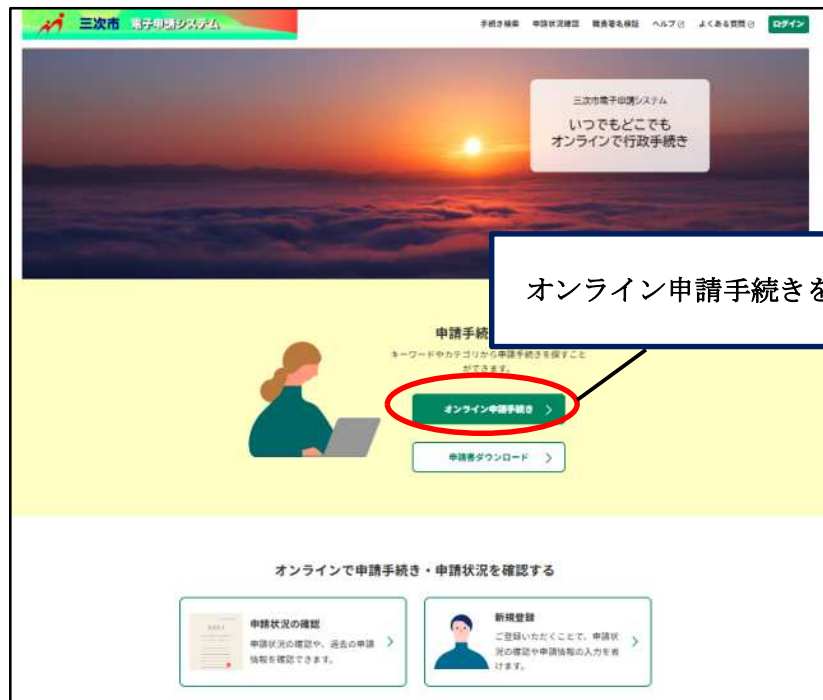 三次市 電子申請システム
手続き検索 申請状況確認 職責署名検証 ヘルプ よくある質問 ログイン
三次市電子申請システム
いつでもどこでも
オンラインで行政手続き
オンライン申請手続きを
申請手続
キーワードやカテゴリから申請手続きを探すこと
ができます。
オンライン申請手続き
申請書ダウンロード
オンラインで申請手続き・申請状況を確認する
申請状況の確認
申請状況の確認や、過去の申請
情報を確認できます。
新規登録
ご登録いただくことで、申請状
況の確認や申請情報の入力を省
けます。